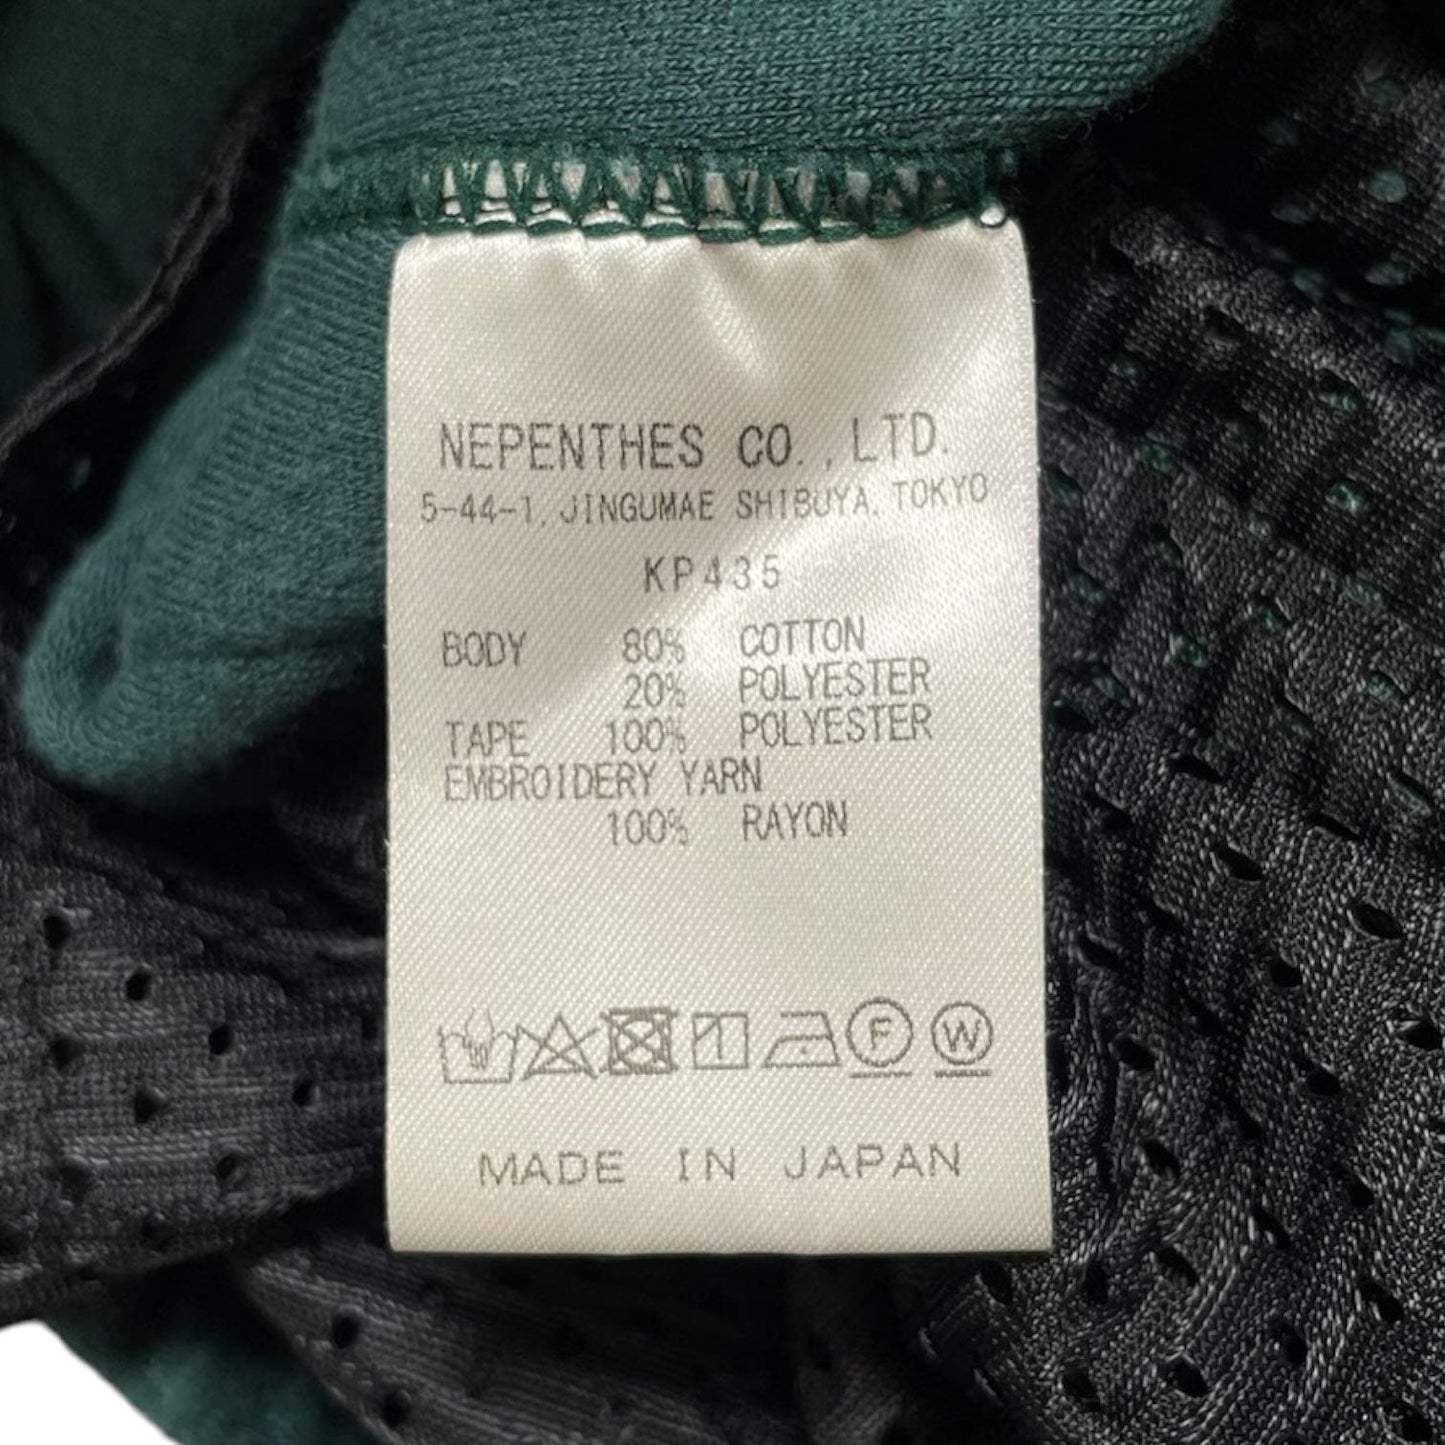 NEPENTHES CO.,LTD.
5-44-1, JINGUMAE SHIBUYA, TOKYO
KP435
BODY 80% COTTON
20% POLYESTER
TAPE 100% POLYESTER
EMBROIDERY YARN
100% RAYON
F W
MADE IN JAPAN